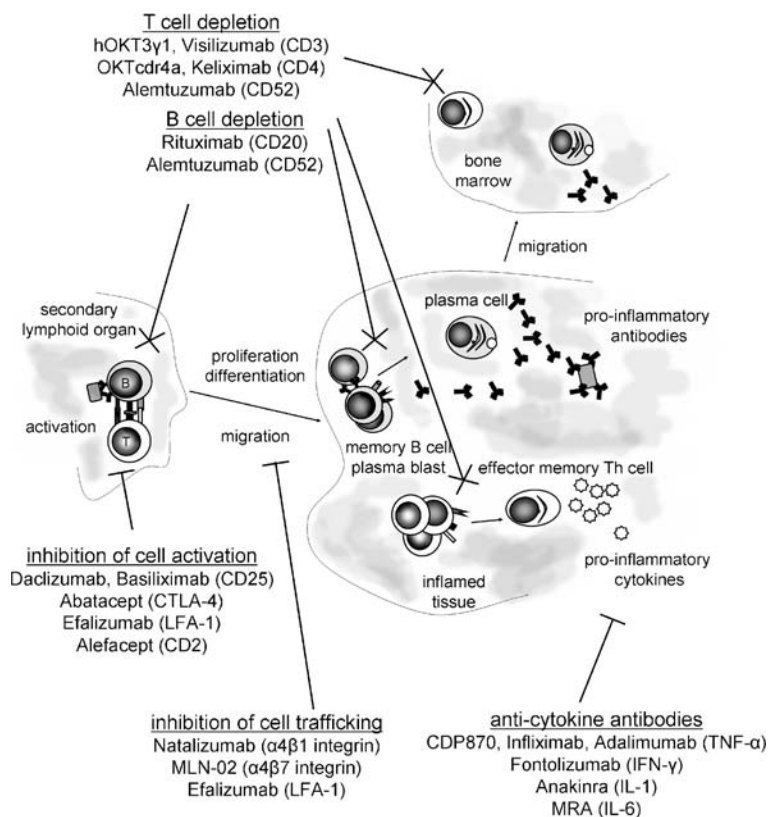 T cell depletion
hOKT3γ1, Visilizumab (CD3)
OKTcdr4a, Keliximab (CD4)
Alemtuzumab (CD52)
B cell depletion
Rituximab (CD20)
Alemtuzumab (CD52)
bone
marrow
migration
secondary
lymphoid organ
B
T
activation
proliferation
differentiation
migration
plasma cell
pro-inflammatory
antibodies
memory B cell
plasma blast
effector memory Th cell
inflamed
tissue
pro-inflammatory
cytokines
inhibition of cell activation
Daclizumab, Basiliximab (CD25)
Abatacept (CTLA-4)
Efalizumab (LFA-1)
Alefacept (CD2)
inhibition of cell trafficking
Natalizumab (α4β1 integrin)
MLN-02 (α4β7 integrin)
Efalizumab (LFA-1)
anti-cytokine antibodies
CDP870, Infliximab, Adalimumab (TNF-α)
Fontolizumab (IFN-γ)
Anakinra (IL-1)
MRA (IL-6)